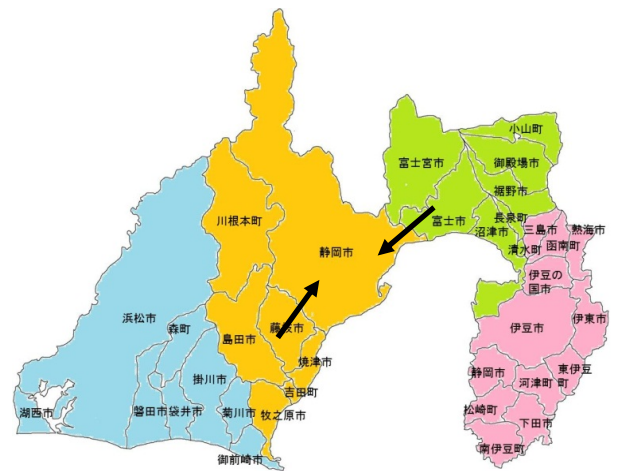 小山町
富士宮市
御殿場市
裾野市
川根本町
富士市
長泉町
沼津市
三島市
熱海市
静岡市
清水町
函南町
伊豆の
国市
浜松市
森町
島田市
藤枝市
伊豆市
伊東市
焼津市
掛川市
静岡市
河津町
東伊豆
町
吉田町
湖西市
磐田市
袋井市
菊川市
牧之原市
松崎町
下田市
御前崎市
南伊豆町